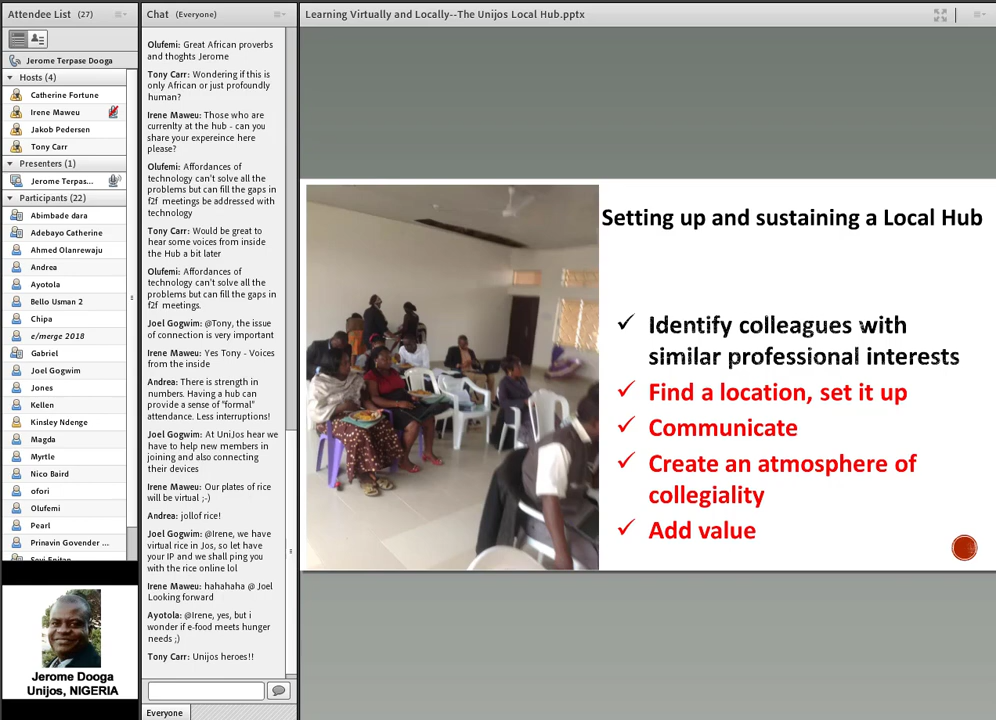 Attendee List (27)
Jerome Terpase Dooga
Hosts (4)
Catherine Fortune
Irene Maweu
Jakob Pedersen
Tony Carr
Presenters (1)
Jerome Terpas...
Participants (22)
Abimbade dara
Adebayo Catherine
Ahmed Olanrewaju
Andrea
Ayotola
Bello Usman 2
Chipa
e/merge 2018
Gabriel
Joel Gogwim
Jones
Kellen
Kinsley Ndenge
Magda
Myrtle
Nico Baird
ofori
Olufemi
Pearl
Prinavin Govender ...
Seyi Fnitan
Jerome Dooga
Unijos, NIGERIA
Chat (Everyone)
Olufemi: Great African proverbs
and thoghts Jerome
Tony Carr: Wondering if this is
only African or just profoundly
human?
Irene Maweu: Those who are
currenlty at the hub - can you
share your expereince here
please?
Olufemi: Affordances of
technology can't solve all the
problems but can fill the gaps in
f2f meetings be addressed with
technology
Tony Carr: Would be great to
hear some voices from inside
the Hub a bit later
Olufemi: Affordances of
technology can't solve all the
problems but can fill the gaps in
f2f meetings.
Joel Gogwim: @Tony, the issue
of connection is very important
Irene Maweu: Yes Tony - Voices
from the inside
Andrea: There is strength in
numbers. Having a hub can
provide a sense of "formal"
attendance. Less interruptions!
Joel Gogwim: At UniJos hear we
have to help new members in
joining and also connecting
their devices
Irene Maweu: Our plates of rice
will be virtual ;-)
Andrea: jollof rice!
Joel Gogwim: @Irene, we have
virtual rice in Jos, so let have
your IP and we shall ping you
with the rice online lol
Irene Maweu: hahahaha @ Joel
Looking forward
Ayotola: @Irene, yes, but i
wonder if e-food meets hunger
needs ;)
Tony Carr: Unijos heroes!!
Everyone
Learning Virtually and Locally--The Unijos Local Hub.pptx
Setting up and sustaining a Local Hub
✓ Identify colleagues with
similar professional interests
✓ Find a location, set it up
✓ Communicate
✓ Create an atmosphere of
collegiality
✓ Add value